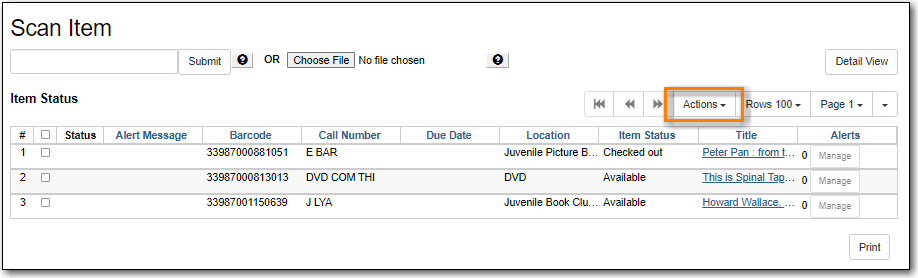 Scan Item
Submit ? OR Choose File No file chosen ? Detail View
Item Status
Actions Rows 100 Page 1
# Status Alert Message Barcode Call Number Due Date Location Item Status Title Alerts
1 33987000881051 E BAR Juvenile Picture B... Checked out Peter Pan : from t... 0 Manage
2 33987000813013 DVD COM THI DVD Available This is Spinal Tap... 0 Manage
3 33987001150639 J LYA Juvenile Book Clu... Available Howard Wallace, ... 0 Manage
Print